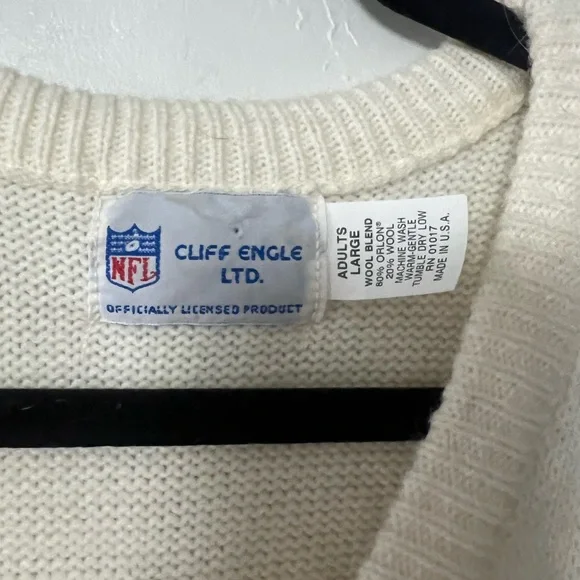 NFL
CLIFF ENGLE
LTD.
OFFICIALLY LICENSED PRODUCT
ADULTS
LARGE
WOOL BLEND
80% ORLON®
20% WOOL
MACHINE WASH
WARM-GENTLE
TUMBLE DRY LOW
RN 01017
MADE IN U.S.A.